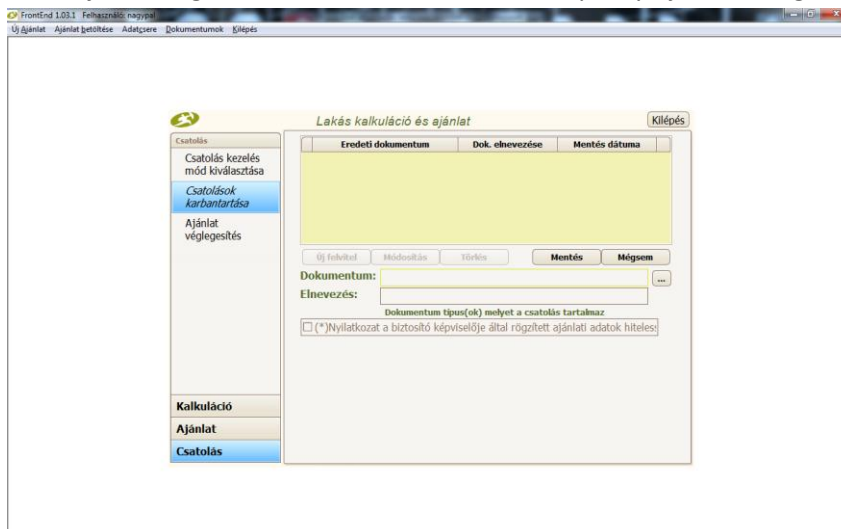 FrontEnd 1.03.1 Felhasználó: nagypal
Új Ajánlat Ajánlat betöltése Adatcsere Dokumentumok Kilépés
Lakás kalkuláció és ajánlat
Kilépés
Csatolás
Csatolás kezelés
mód kiválasztása
Csatolások
karbantartása
Ajánlat
véglegesítés
Kalkuláció
Ajánlat
Csatolás
Eredeti dokumentum Dok. elnevezése Mentés dátuma
Új felvitel Módosítás Törlés Mentés Mégsem
Dokumentum: ...
Elnevezés:
Dokumentum típus(ok) melyet a csatolás tartalmaz
(*)Nyilatkozat a biztosító képviselője által rögzített ajánlati adatok hiteles